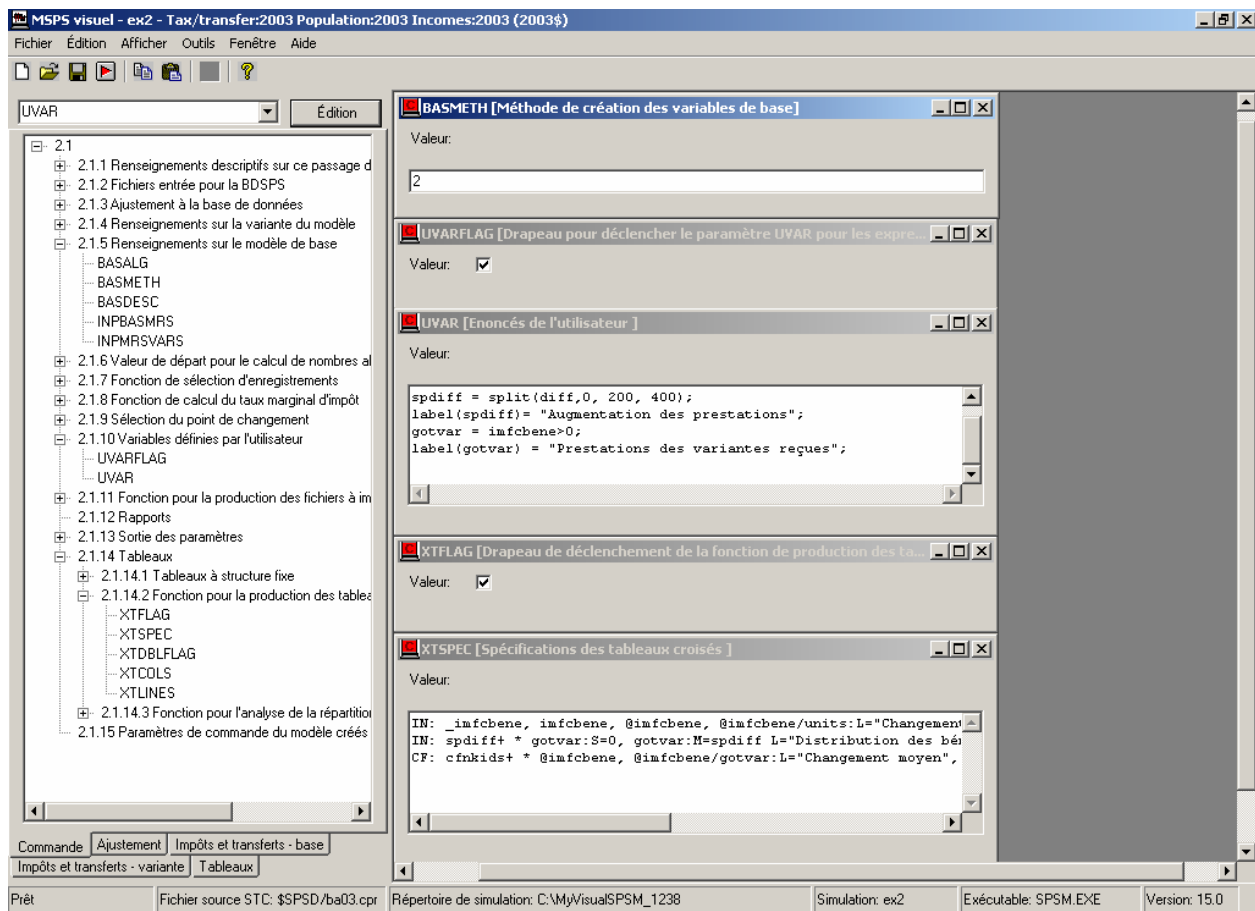 MSPS visuel - ex2 - Tax/transfer:2003 Population:2003 Incomes:2003 (2003$)
Fichier Édition Afficher Outils Fenêtre Aide
UVAR
Édition
2.1
2.1.1 Renseignements descriptifs sur ce passage d
2.1.2 Fichiers entrée pour la BDSPS
2.1.3 Ajustement à la base de données
2.1.4 Renseignements sur la variante du modèle
2.1.5 Renseignements sur le modèle de base
BASALG
BASMETH
BASDESC
INPBASMRS
INPMRSVARS
2.1.6 Valeur de départ pour le calcul de nombres al
2.1.7 Fonction de sélection d'enregistrements
2.1.8 Fonction de calcul du taux marginal d'impôt
2.1.9 Sélection du point de changement
2.1.10 Variables définies par l'utilisateur
UVARFLAG
UVAR
2.1.11 Fonction pour la production des fichiers à im
2.1.12 Rapports
2.1.13 Sortie des paramètres
2.1.14 Tableaux
2.1.14.1 Tableaux à structure fixe
2.1.14.2 Fonction pour la production des tablea
XTFLAG
XTSPEC
XTDBLFLAG
XTCOLS
XTLINES
2.1.14.3 Fonction pour l'analyse de la répartition
2.1.15 Paramètres de commande du modèle créés
Commande Ajustement Impôts et transferts - base
Impôts et transferts - variante Tableaux
BASMETH [Méthode de création des variables de base]
Valeur:
2
UVARFLAG [Drapeau pour déclencher le paramètre UVAR pour les expre...
Valeur:
UVAR [Enoncés de l'utilisateur ]
Valeur:
spdiff = split(diff,0, 200, 400);
label(spdiff)= "Augmentation des prestations";
gotvar = imfcbene>0;
label(gotvar) = "Prestations des variantes reçues";
XTFLAG [Drapeau de déclenchement de la fonction de production des ta...
Valeur:
XTSPEC [Spécifications des tableaux croisés ]
Valeur:
IN: _imfcbene, imfcbene, @imfcbene, @imfcbene/units:L="Changement
IN: spdiff+ * gotvar:S=0, gotvar:M=spdiff L="Distribution des bén
CF: cfnkids+ * @imfcbene, @imfcbene/gotvar:L="Changement moyen",
Prêt Fichier source STC: $SPSD/ba03.cpr Répertoire de simulation: C:\MyVisualSPSM_1238 Simulation: ex2 Exécutable: SPSM.EXE Version: 15.0